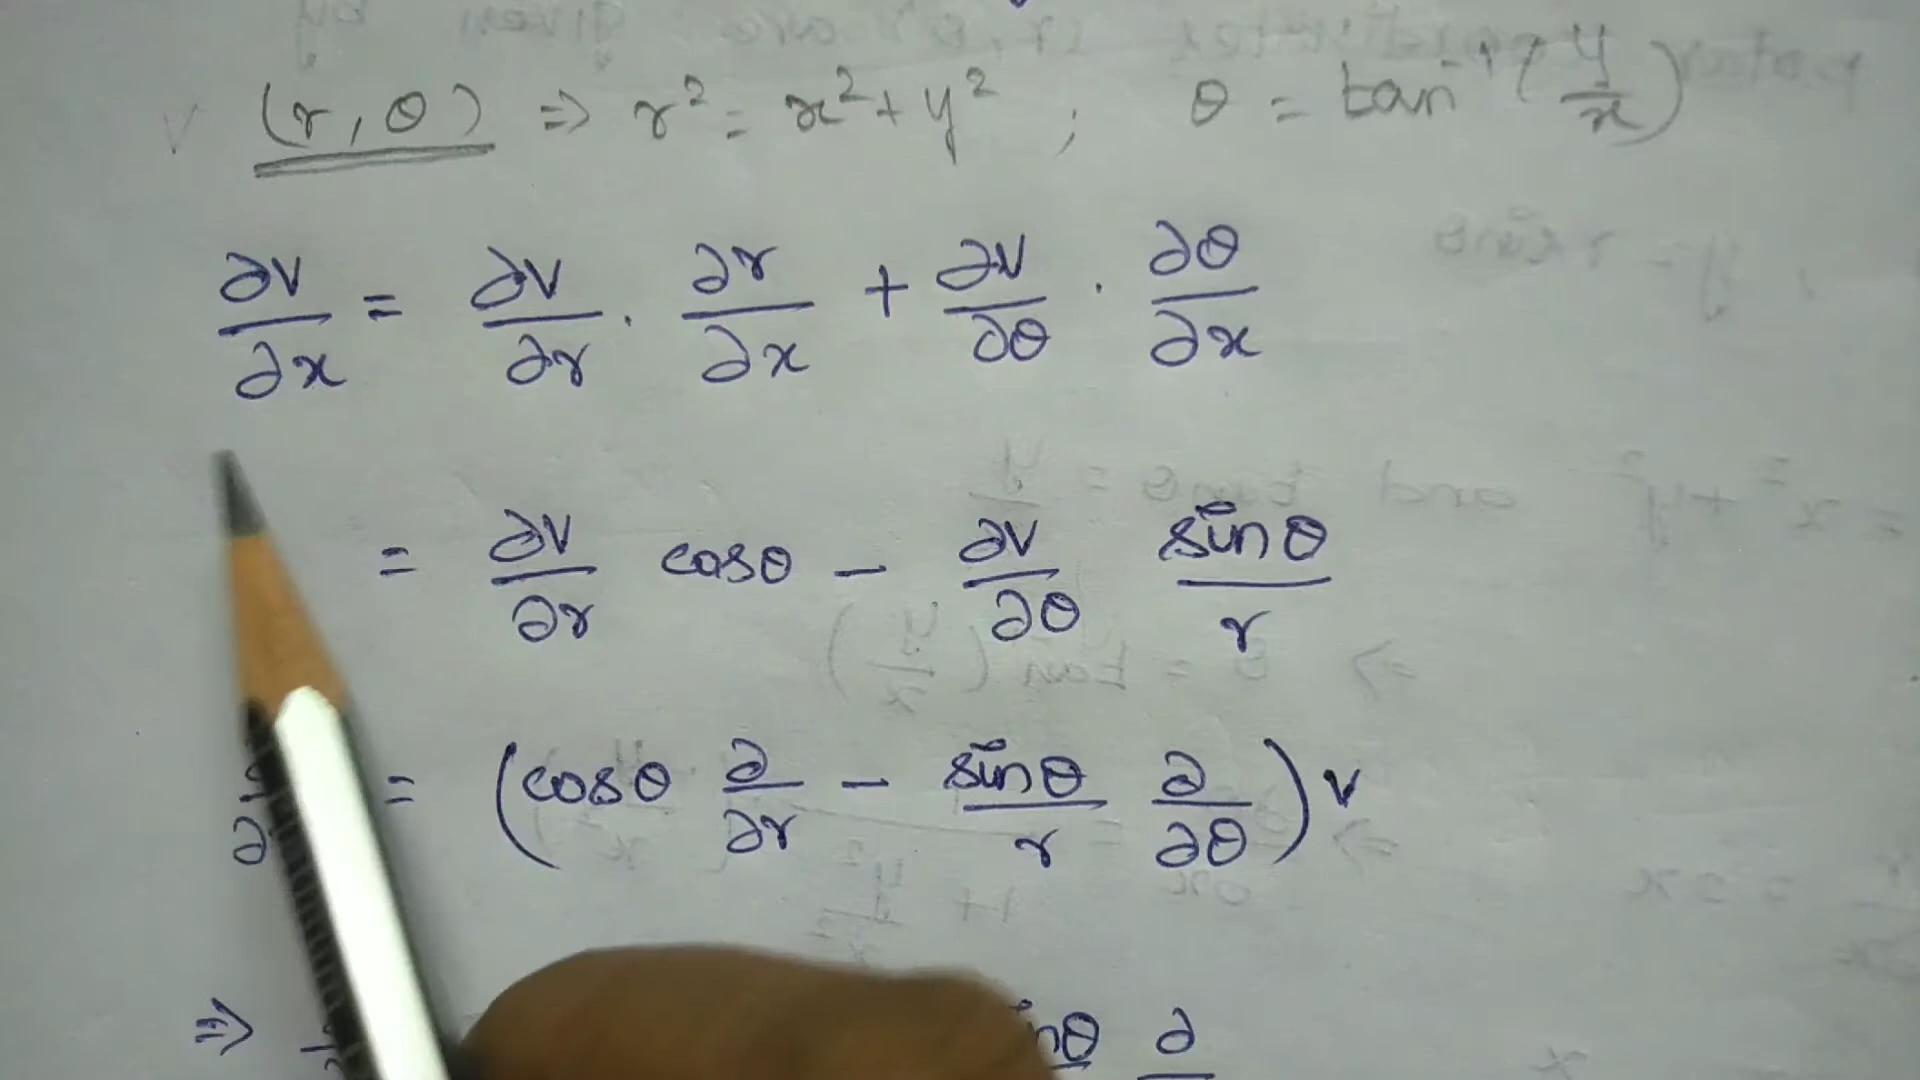 v (r, θ) ⇒ r² = x² + y² ; θ = tan⁻¹(y/x)
∂v/∂x = ∂v/∂r . ∂r/∂x + ∂v/∂θ . ∂θ/∂x
= ∂v/∂r cosθ − ∂v/∂θ sinθ/r
= (cosθ ∂/∂r − sinθ/r ∂/∂θ) v
⇒ ∂